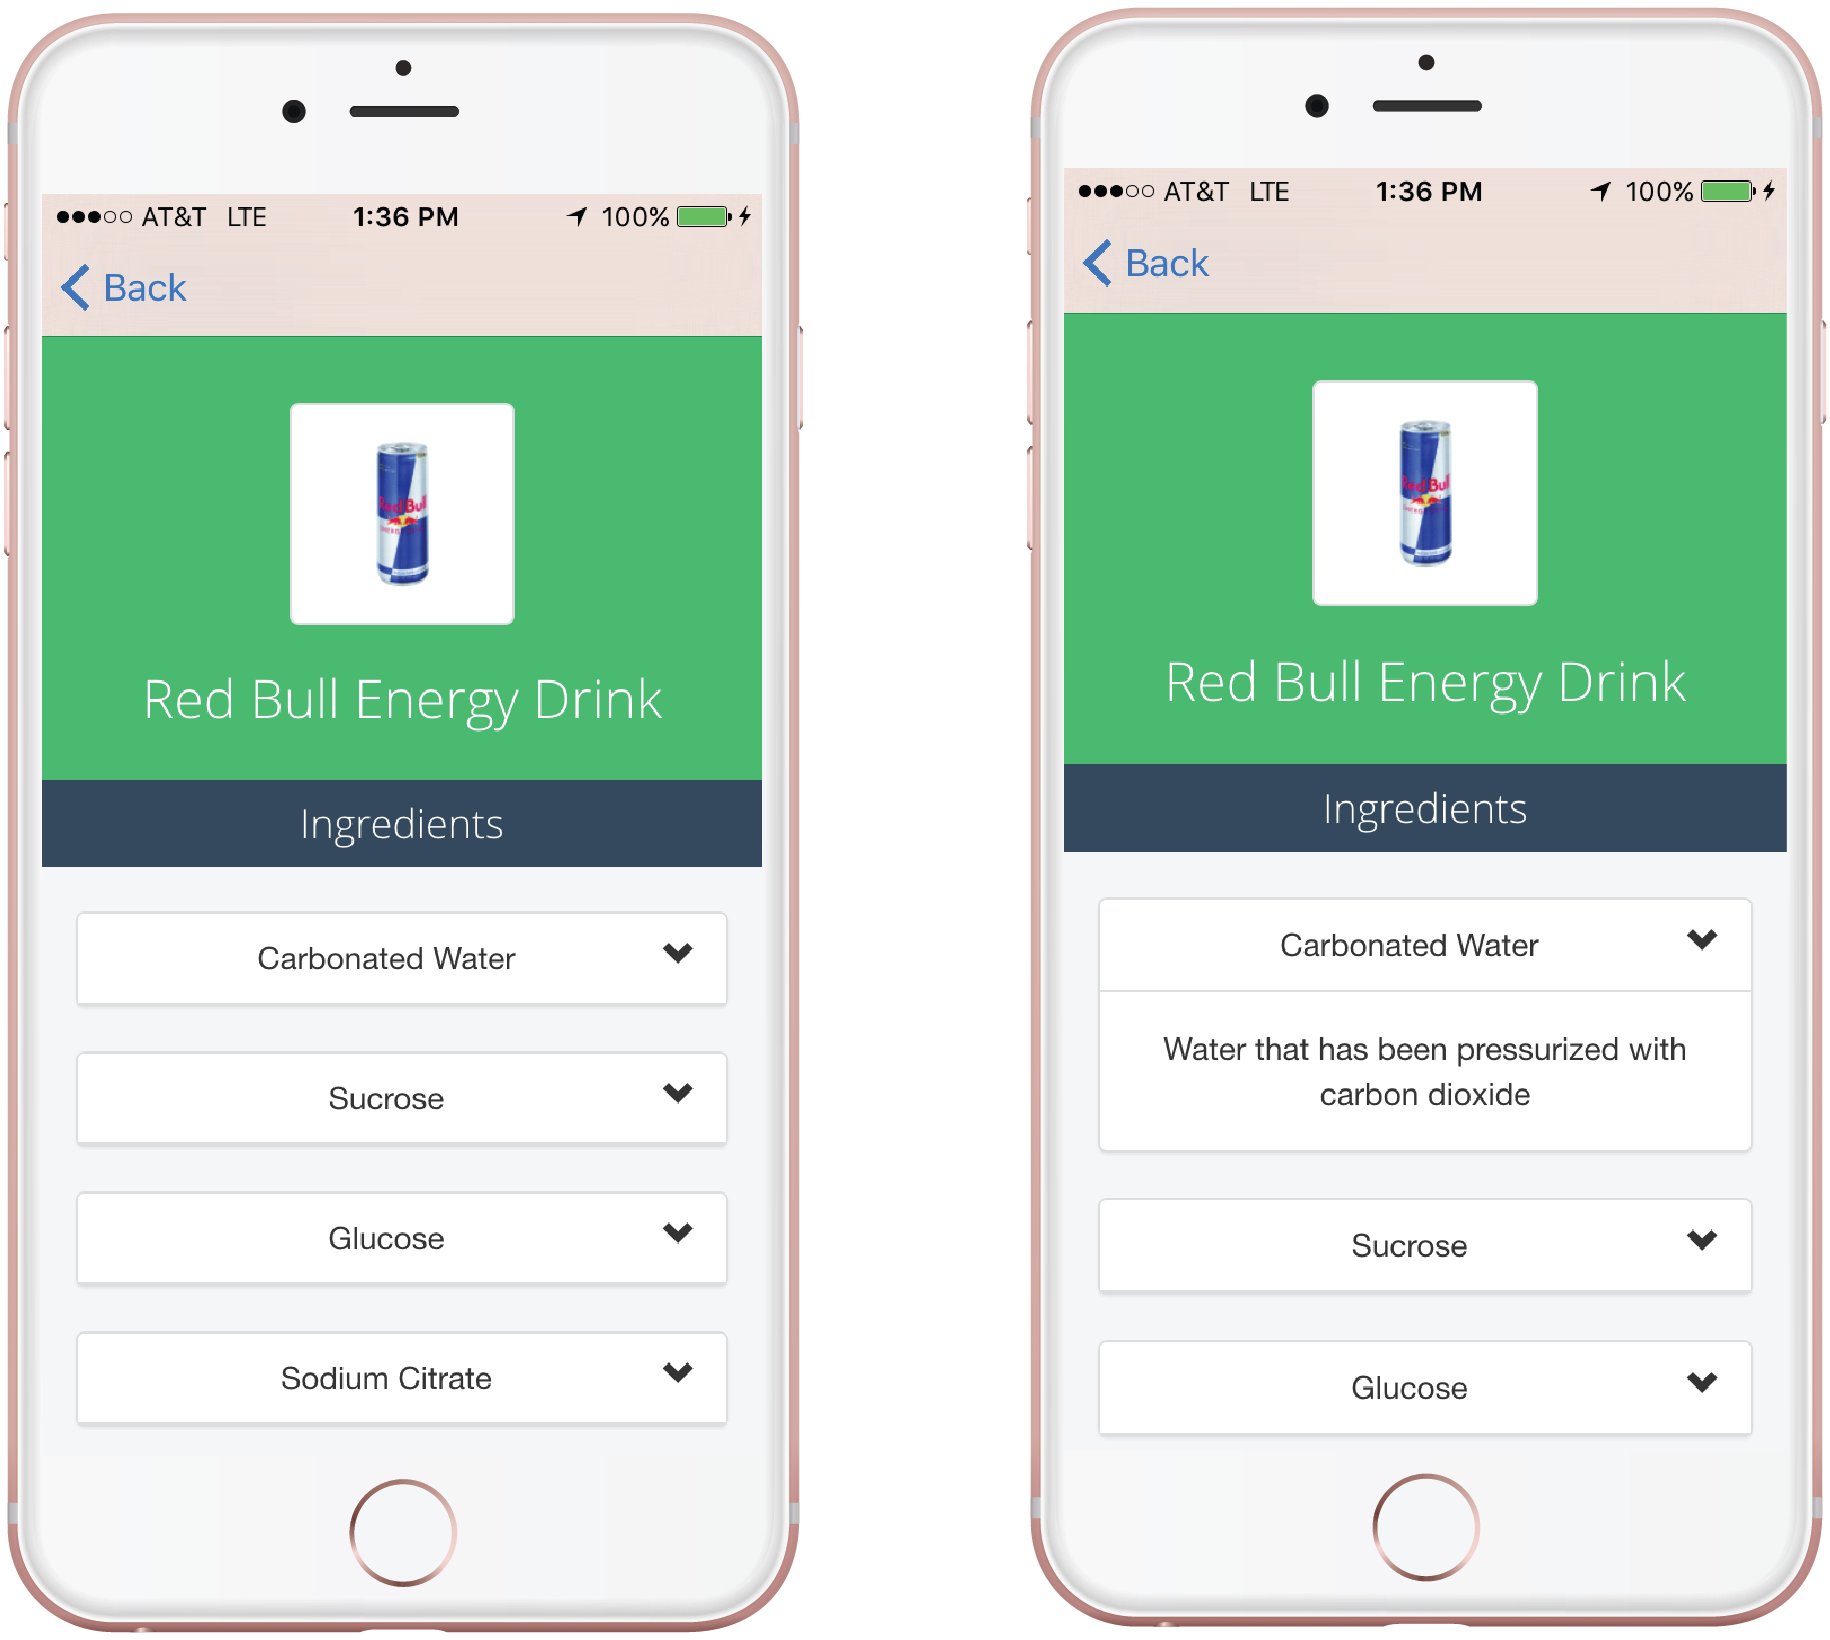 AT&T LTE 1:36 PM 100%
Back
Red Bull
Red Bull Energy Drink
Ingredients
Carbonated Water
Sucrose
Glucose
Sodium Citrate
AT&T LTE 1:36 PM 100%
Back
Red Bull
Red Bull Energy Drink
Ingredients
Carbonated Water
Water that has been pressurized with
carbon dioxide
Sucrose
Glucose